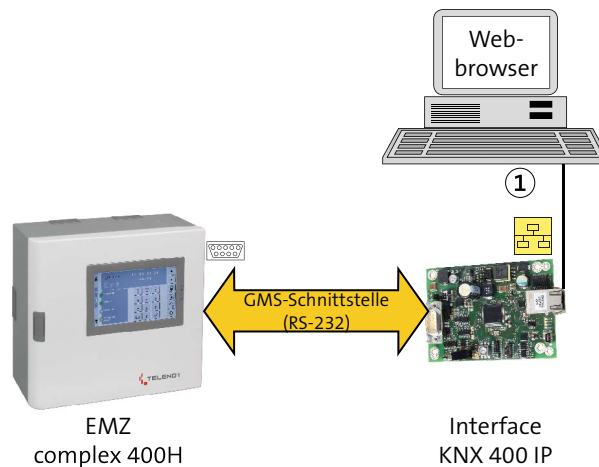 Web-
browser
1
GMS-Schnittstelle
(RS-232)
TELENOT
EMZ
complex 400H
Interface
KNX 400 IP